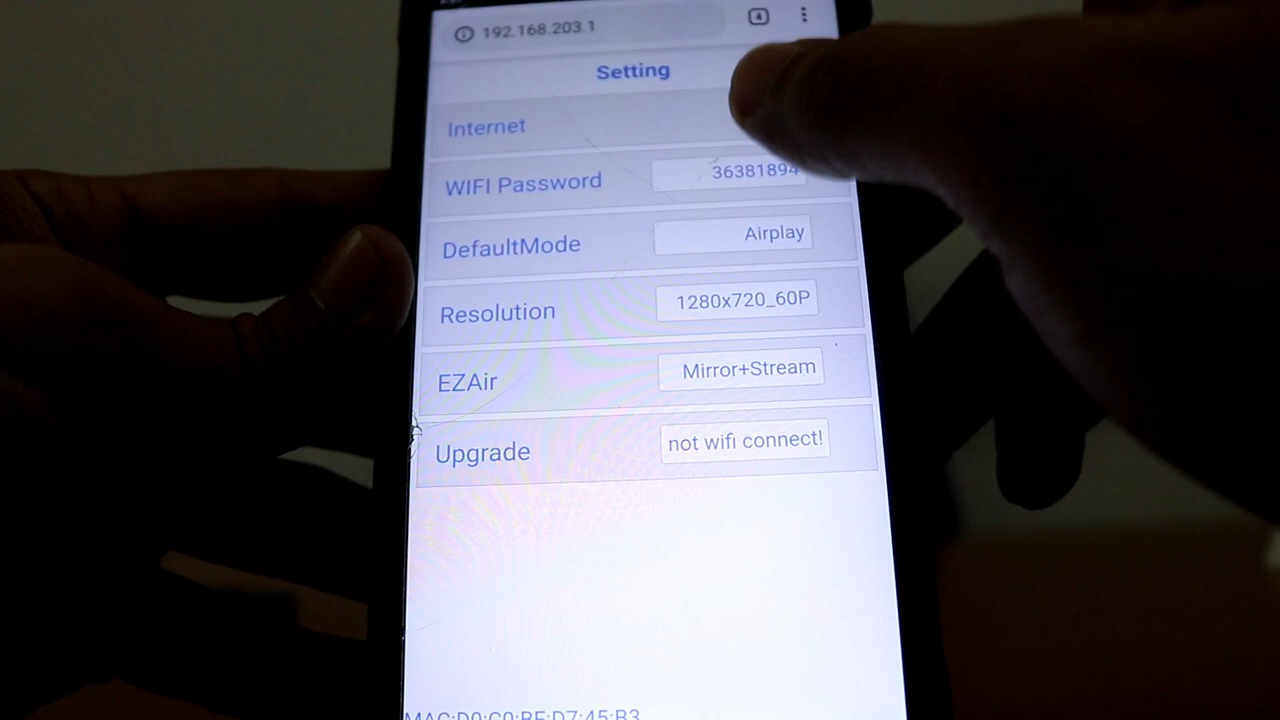 192.168.203.1
4
Setting
Internet
WIFI Password 36381894
DefaultMode Airplay
Resolution 1280x720_60P
EZAir Mirror+Stream
Upgrade not wifi connect!
MAC:D0:C0:BF:D7:45:B3